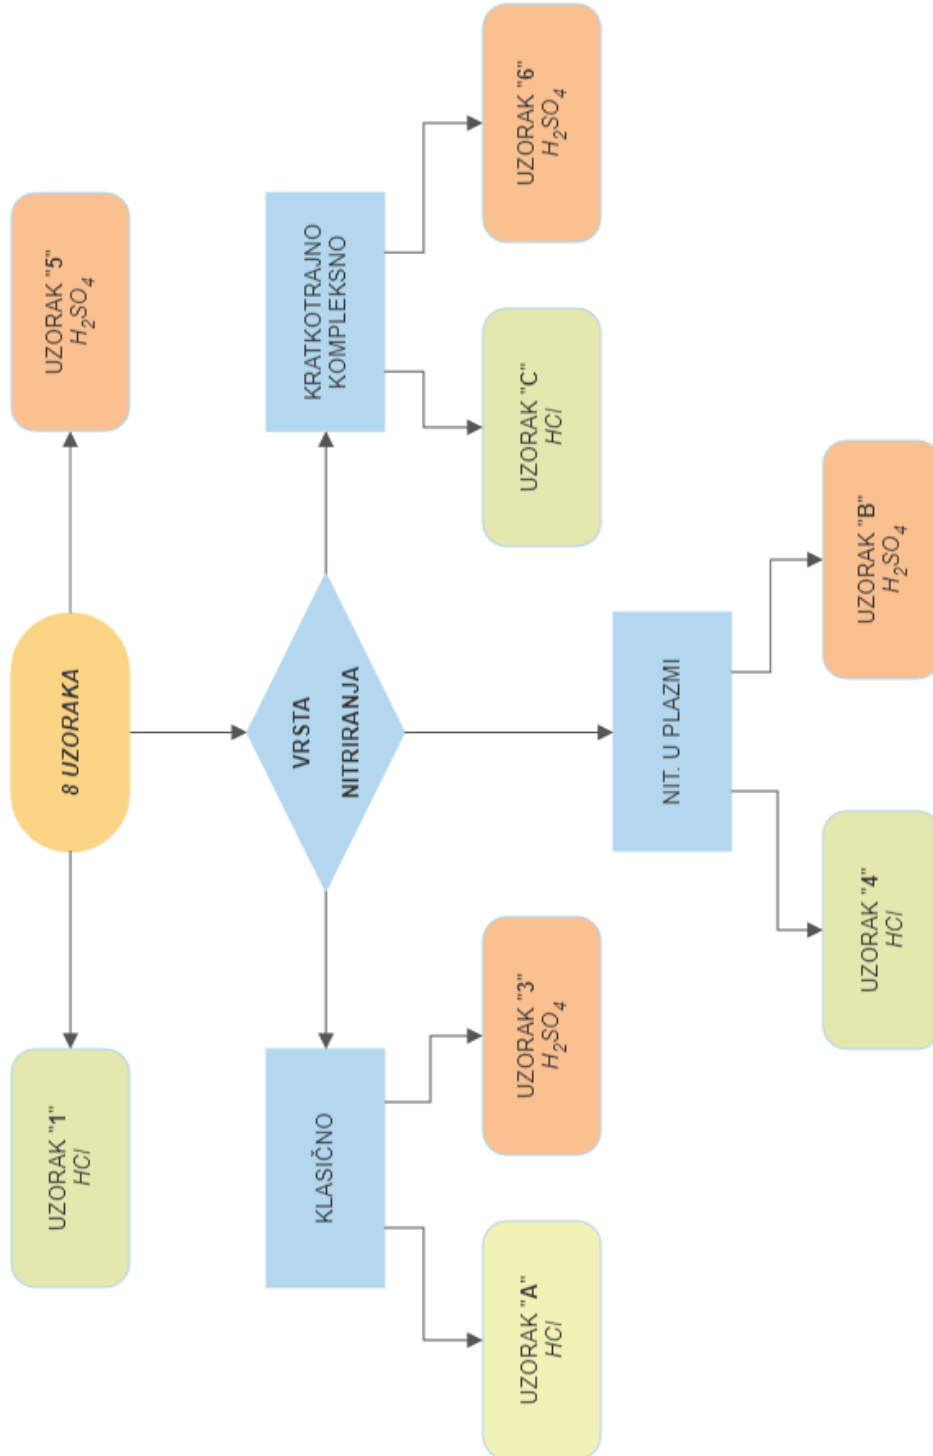 UZORAK "1"
HCl
8 UZORAKA
UZORAK "5"
H₂SO₄
KLASIČNO
VRSTA
NITRIRANJA
KRATKOTRAJNO
KOMPLEKSNO
UZORAK "A"
HCl
UZORAK "3"
H₂SO₄
UZORAK "C"
HCl
UZORAK "6"
H₂SO₄
NIT. U PLAZMI
UZORAK "4"
HCl
UZORAK "B"
H₂SO₄